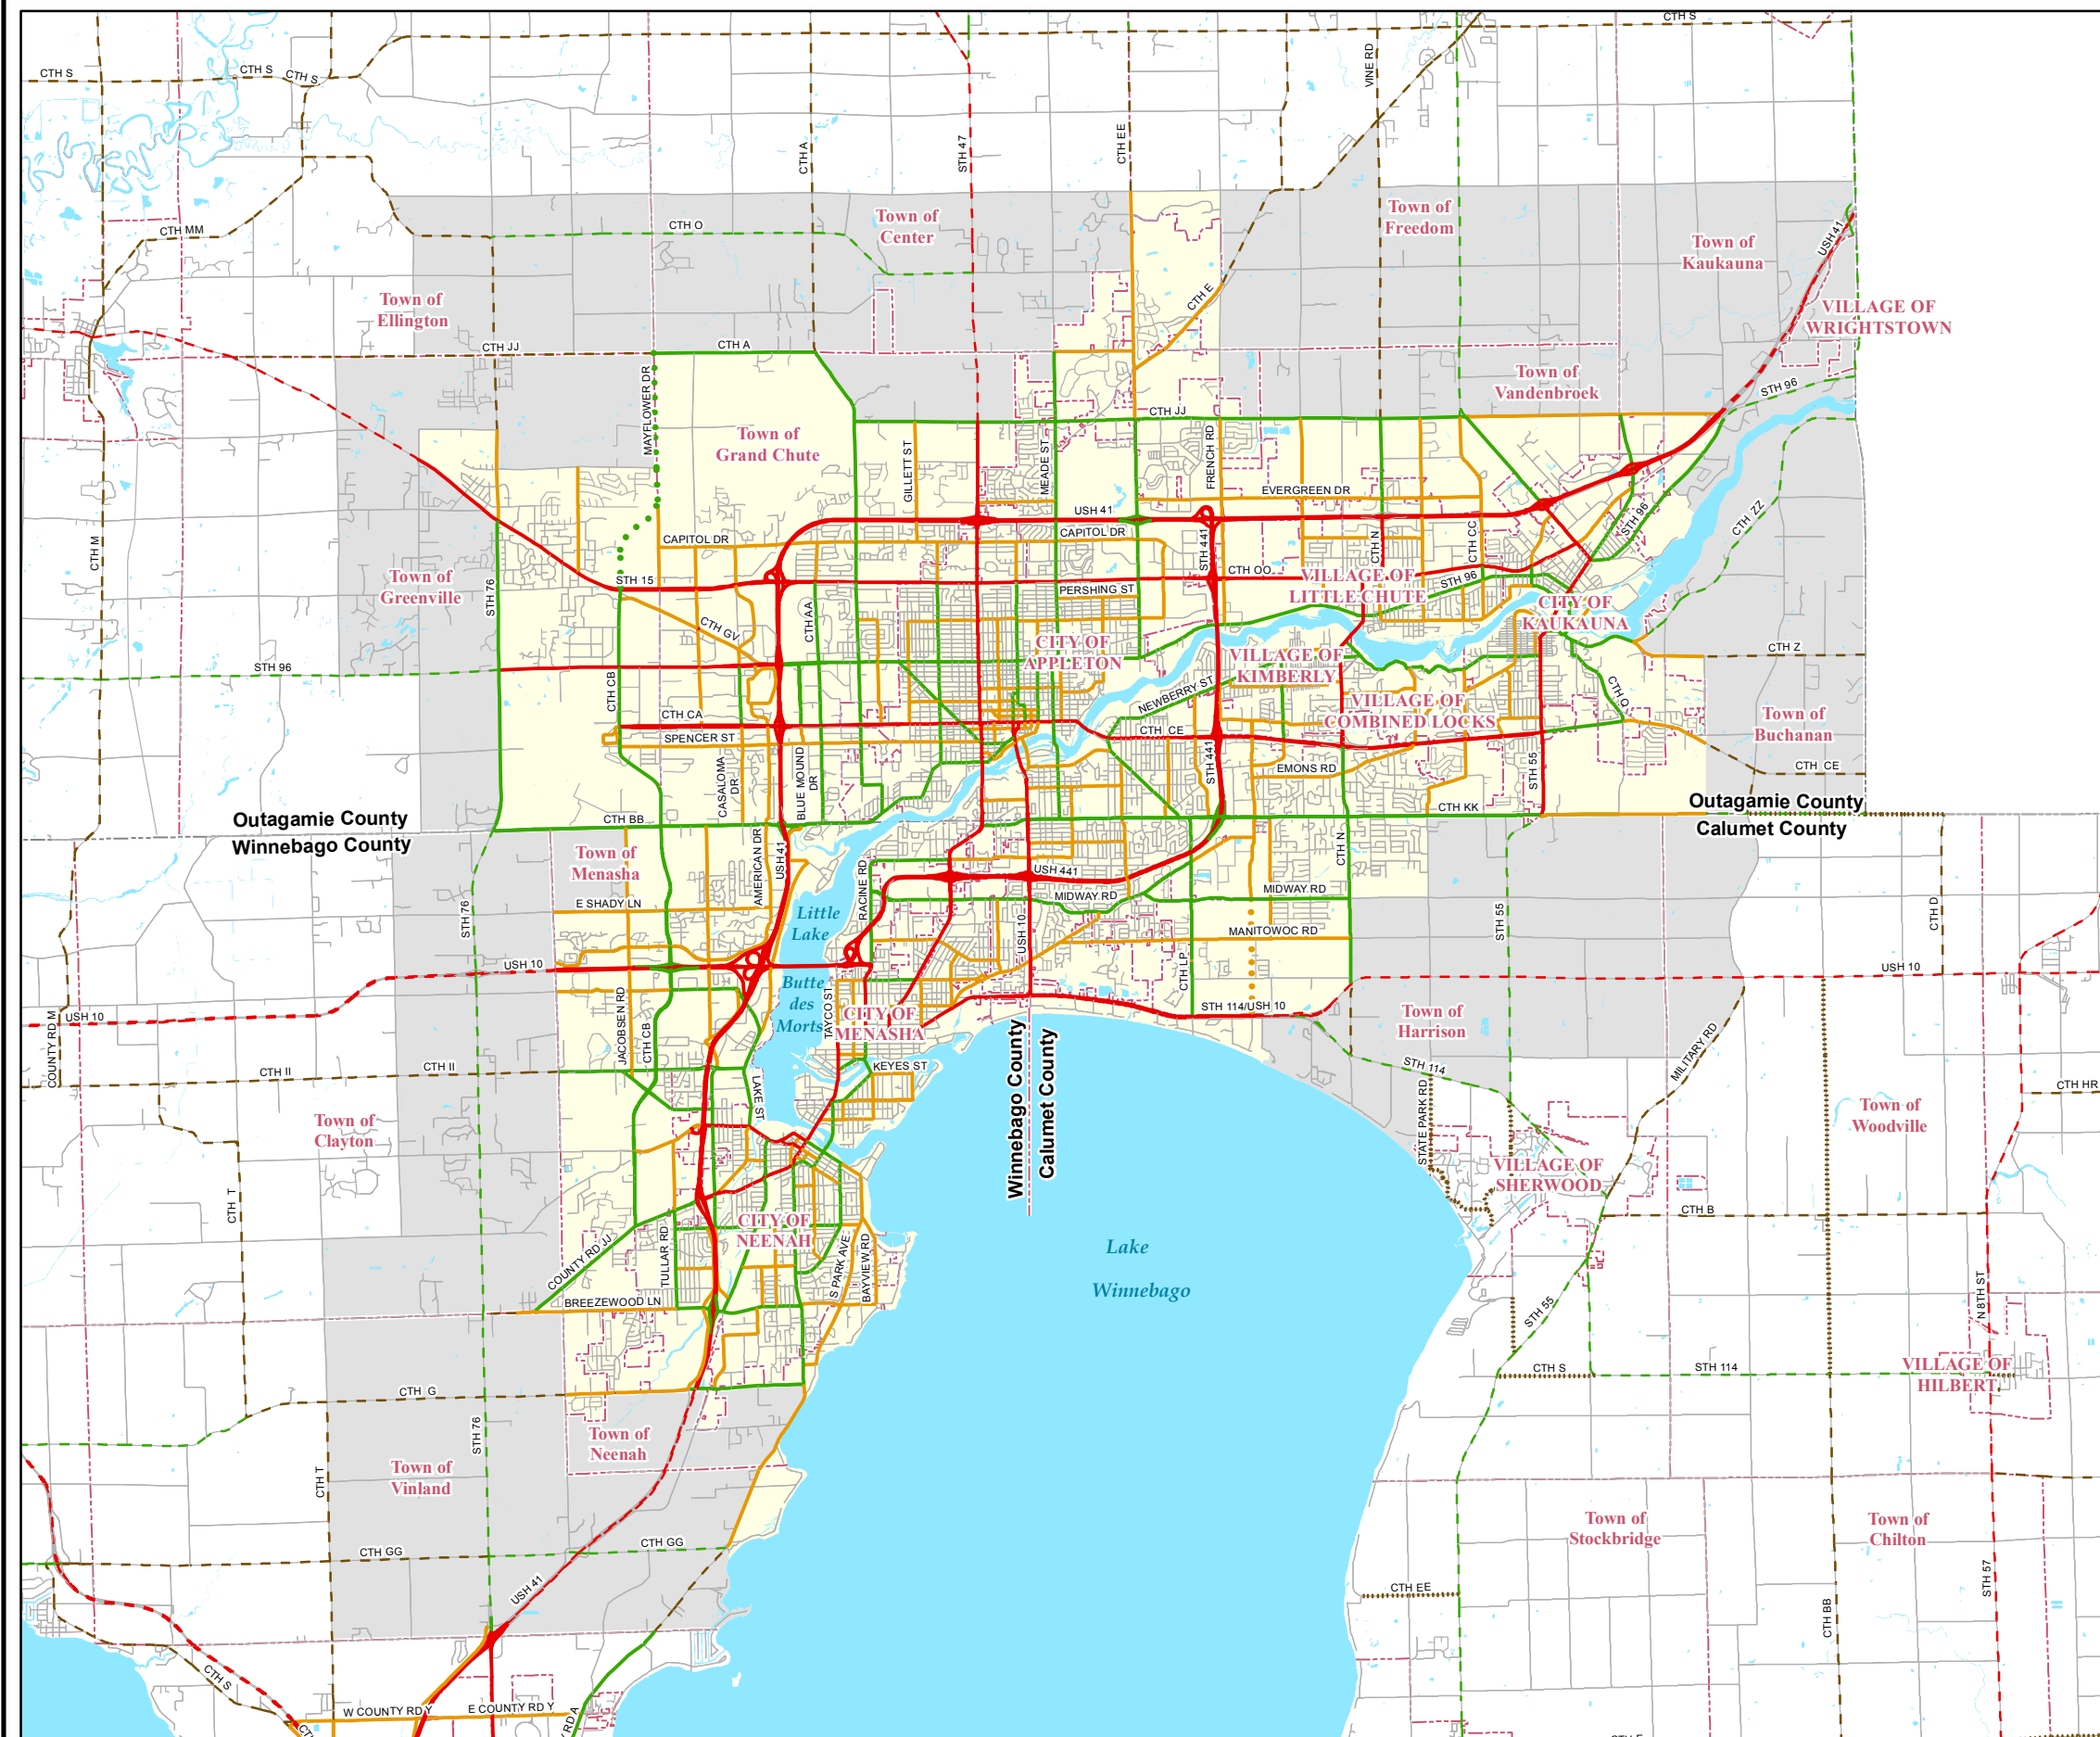 CTH S
CTH S
CTH S
CTH S
VINE RD
CTH A
STH 47
CTH EE
CTH MM
CTH O
Town of
Center
Town of
Freedom
Town of
Kaukauna
USH 41
Town of
Ellington
CTH E
VILLAGE OF
WRIGHTSTOWN
CTH JJ
CTH A
MAYFLOWER DR
Town of
Vandenbroek
STH 96
CTH JJ
Town of
Grand Chute
GILLETT ST
MEADE ST
FRENCH RD
EVERGREEN DR
USH 41
CAPITOL DR
CAPITOL DR
CTH M
STH 441
CTH N
CTH CC
STH 96
CTH ZZ
Town of
Greenville
STH 76
STH 15
CTH OO
STH 96
VILLAGE OF
LITTLE CHUTE
PERSHING ST
CITY OF
KAUKAUNA
CTH AA
CTH GV
CITY OF
APPLETON
VILLAGE OF
KIMBERLY
CTH Z
STH 96
CTH CB
NEWBERRY ST
VILLAGE OF
COMBINED LOCKS
CTH Q
CTH CA
SPENCER ST
CTH CE
Town of
Buchanan
CASALOMA
DR
BLUE MOUND
DR
STH 441
EMONS RD
STH 55
CTH CE
Outagamie County
Winnebago County
CTH BB
CTH KK
Outagamie County
Calumet County
Town of
Menasha
AMERICAN DR
USH 41
RACINE RD
USH 441
CTH N
E SHADY LN
MIDWAY RD
MIDWAY RD
Little
Lake
Butte
des
Morts
STH 76
USH 10
MANITOWOC RD
STH 55
CTH D
USH 10
CTH LP
USH 10
TAYCO ST
CITY OF
MENASHA
STH 114/USH 10
Town of
Harrison
USH 10
COUNTY RD M
JACOBSEN RD
CTH CB
CTH II
CTH II
KEYES ST
LAKE ST
Winnebago County
Calumet County
STH 114
MILITARY RD
CTH HR
STATE PARK RD
Town of
Clayton
Town of
Woodville
VILLAGE OF
SHERWOOD
CTH T
CTH B
CITY OF
NEENAH
TULLAR RD
COUNTY RD JJ
S PARK AVE
BAYVIEW RD
Lake
Winnebago
BREEZEWOOD LN
STH 55
N 8TH ST
CTH S
STH 114
VILLAGE OF
HILBERT
CTH G
STH 76
Town of
Neenah
Town of
Vinland
CTH T
CTH GG
CTH GG
USH 41
Town of
Stockbridge
Town of
Chilton
CTH EE
STH 57
CTH BB
CTH S
W COUNTY RD Y
E COUNTY RD Y
RD A